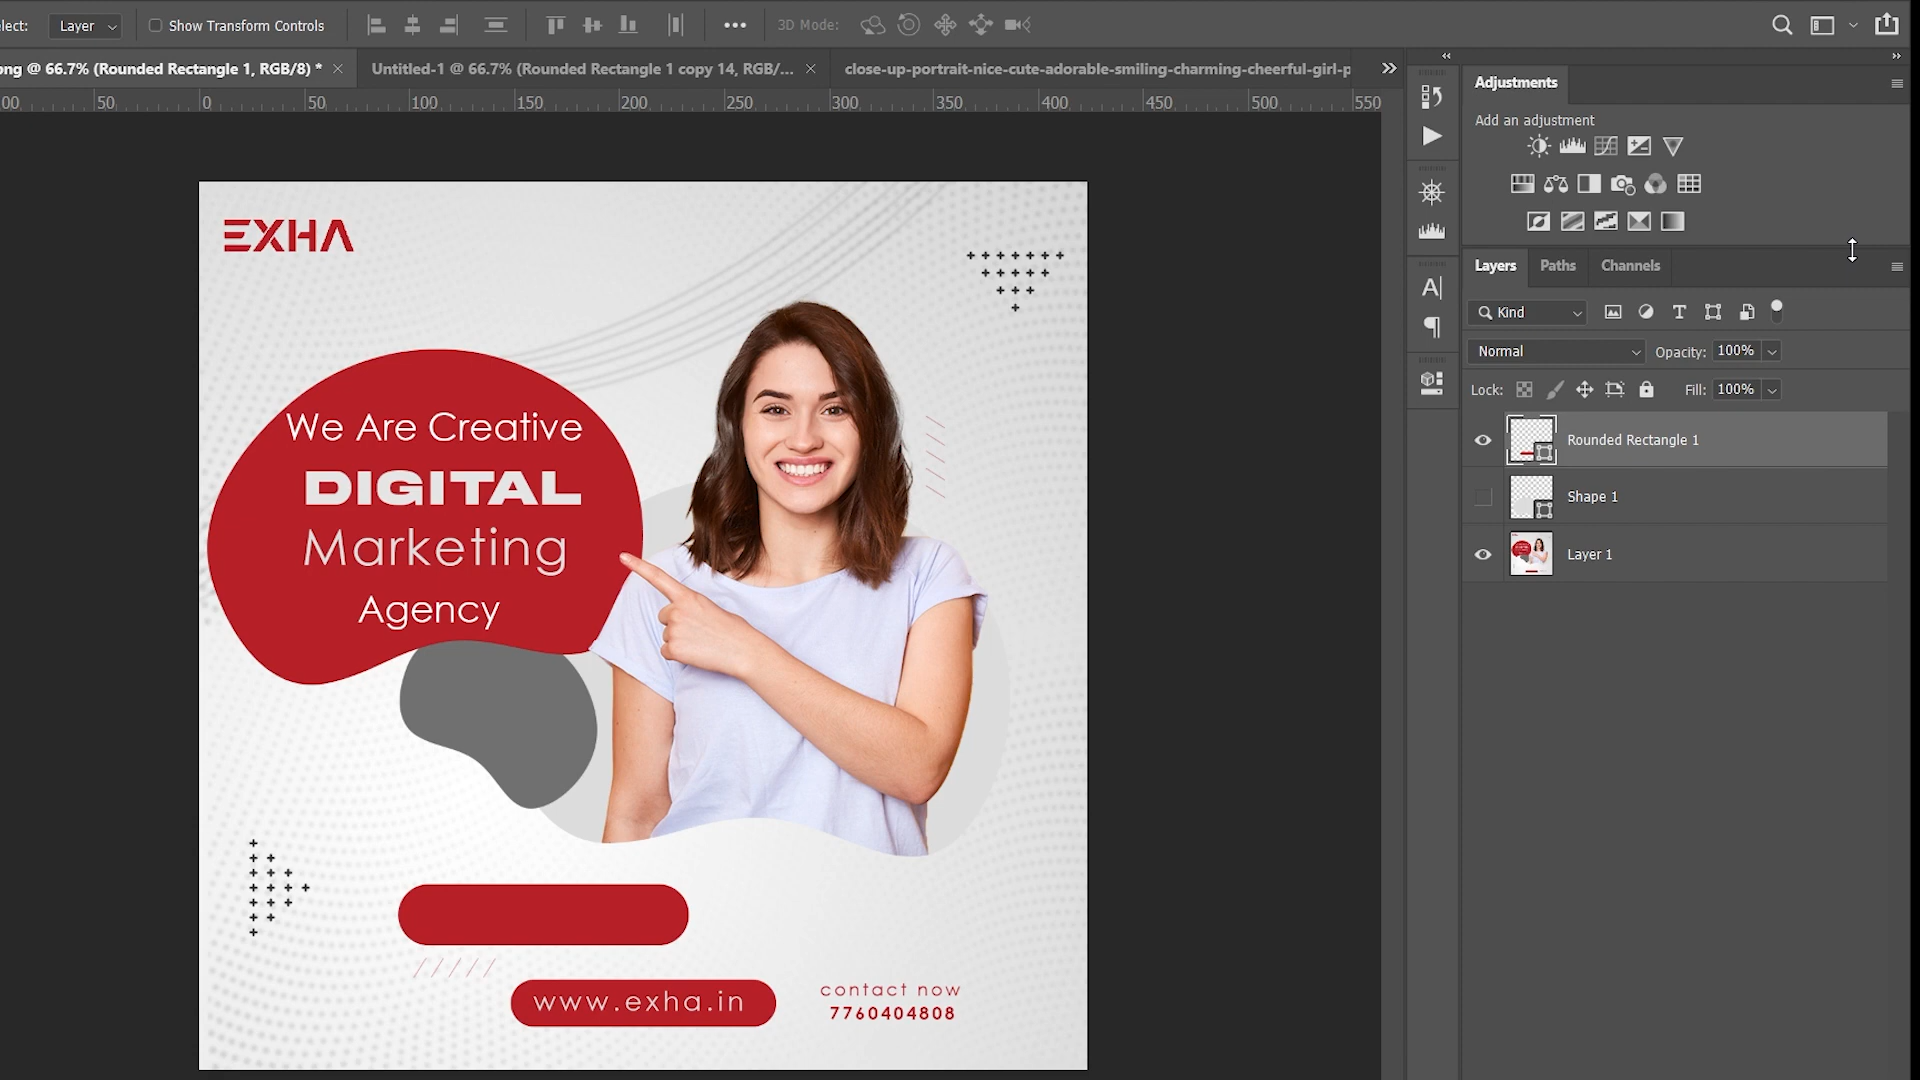 elect:
Layer
Show Transform Controls
3D Mode:
png @ 66.7% (Rounded Rectangle 1, RGB/8) *
Untitled-1 @ 66.7% (Rounded Rectangle 1 copy 14, RGB/...
close-up-portrait-nice-cute-adorable-smiling-charming-cheerful-girl-p
00 50 0 50 100 150 200 250 300 350 400 450 500 550
Adjustments
Add an adjustment
Layers
Paths
Channels
Kind
Normal
Opacity: 100%
Lock:
Fill: 100%
Rounded Rectangle 1
Shape 1
Layer 1
EXHA
We Are Creative
DIGITAL
Marketing
Agency
www.exha.in
contact now
7760404808